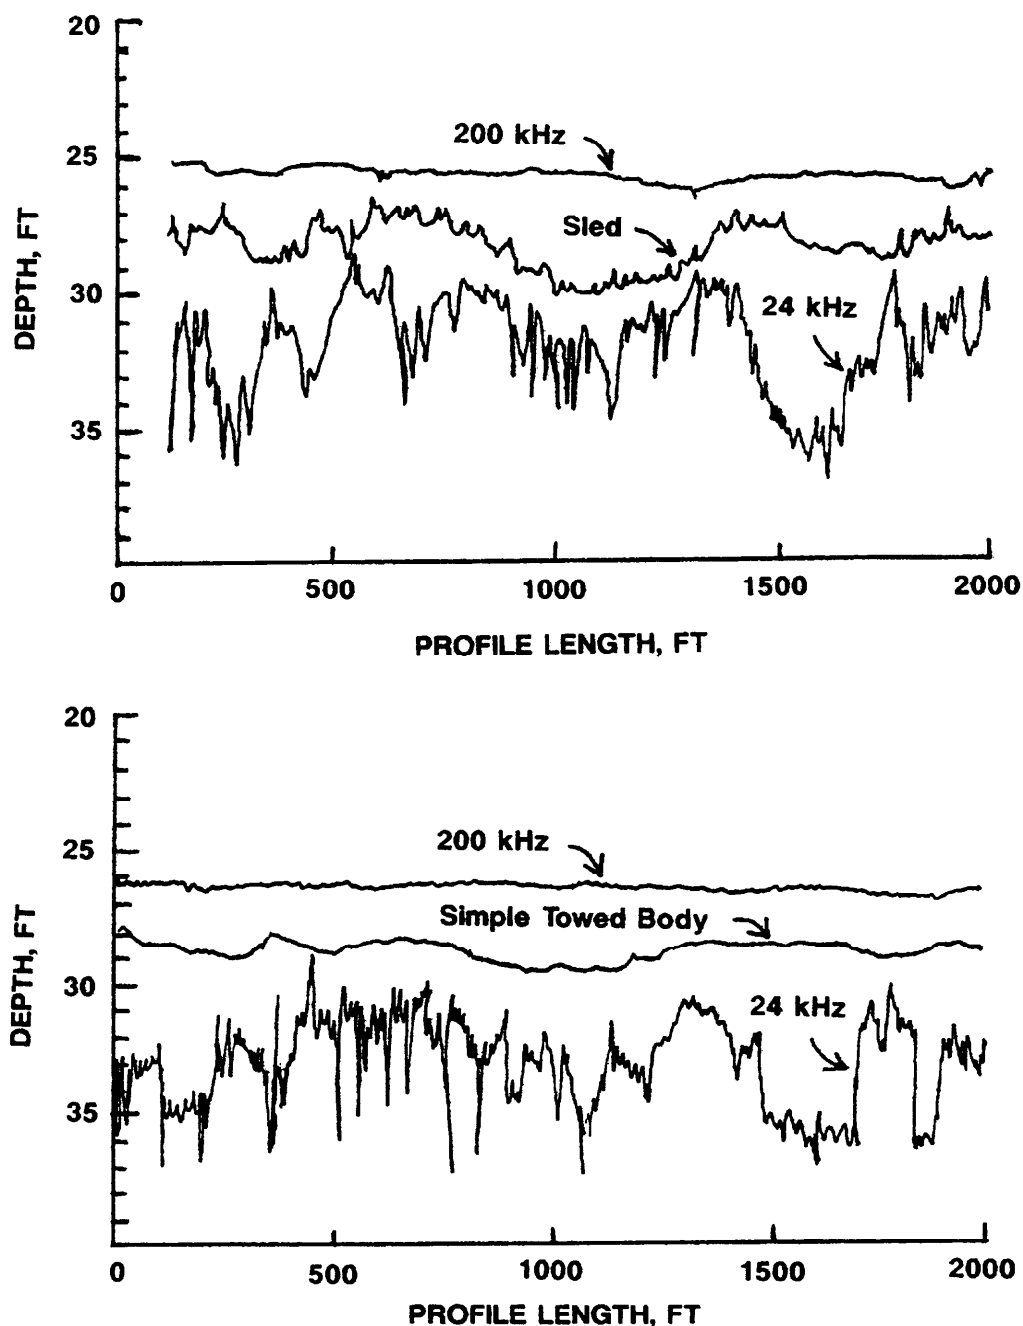 20
200 kHz
25
Sled
DEPTH, FT
30
24 kHz
35
0 500 1000 1500 2000
PROFILE LENGTH, FT
20
200 kHz
25
Simple Towed Body
DEPTH, FT
30
24 kHz
35
0 500 1000 1500 2000
PROFILE LENGTH, FT